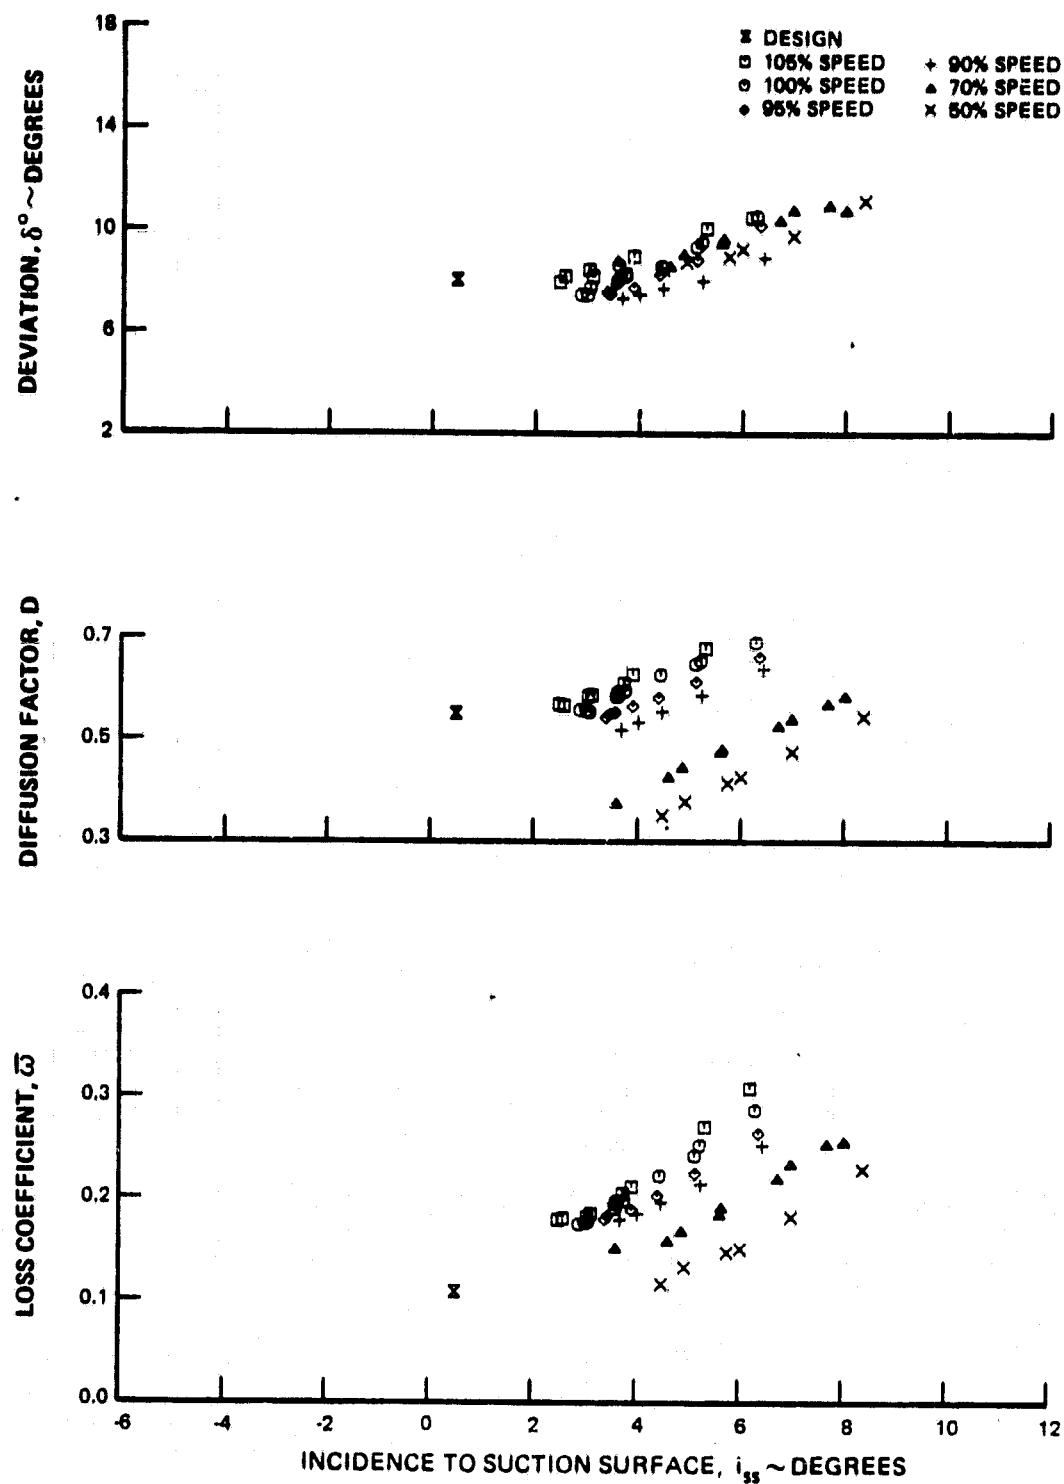 18
14
10
6
2
DEVIATION, δ° ~ DEGREES
DESIGN
105% SPEED
100% SPEED
95% SPEED
90% SPEED
70% SPEED
50% SPEED
0.7
0.5
0.3
DIFFUSION FACTOR, D
0.4
0.3
0.2
0.1
0.0
LOSS COEFFICIENT, ω̅
-6 -4 -2 0 2 4 6 8 10 12
INCIDENCE TO SUCTION SURFACE, iss ~ DEGREES